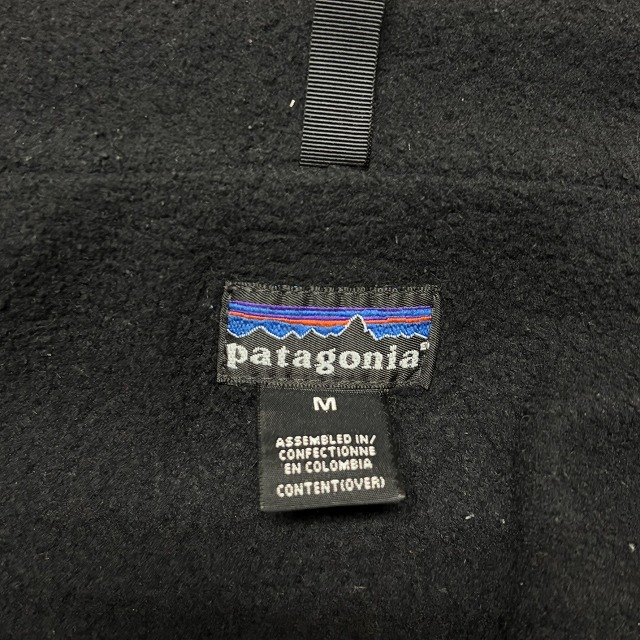 patagonia®
M
ASSEMBLED IN/
CONFECTIONNE
EN COLOMBIA
CONTENT(OVER)